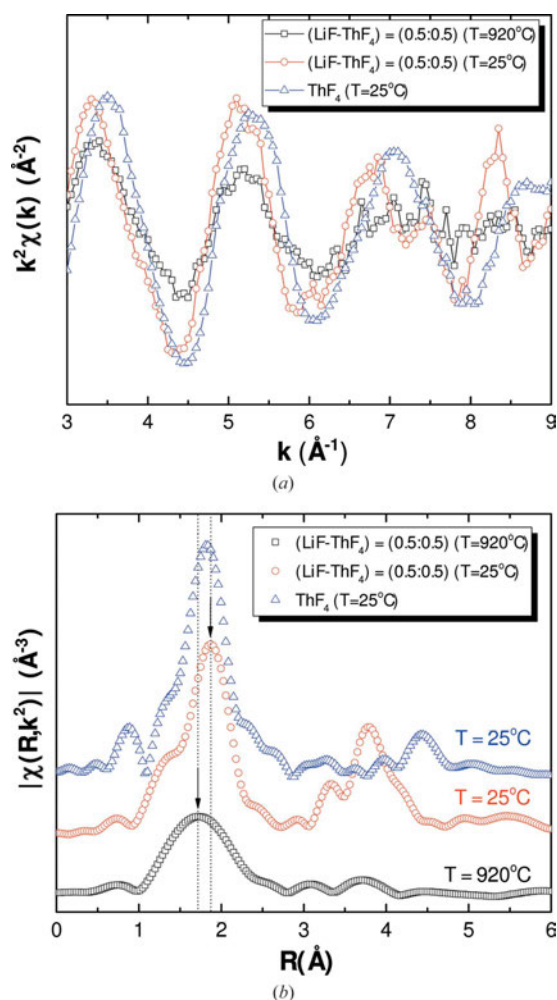 (LiF-ThF₄) = (0.5:0.5) (T=920°C)
(LiF-ThF₄) = (0.5:0.5) (T=25°C)
ThF₄ (T=25°C)
k²χ(k) (Å⁻²)
3 4 5 6 7 8 9
k (Å⁻¹)
(a)
(LiF-ThF₄) = (0.5:0.5) (T=920°C)
(LiF-ThF₄) = (0.5:0.5) (T=25°C)
ThF₄ (T=25°C)
|χ(R,k²)| (Å⁻³)
T = 25°C
T = 25°C
T = 920°C
0 1 2 3 4 5 6
R(Å)
(b)